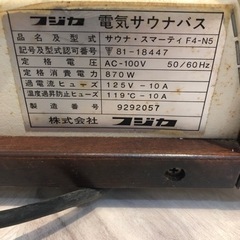 フジカ 電気サウナバス
品名及び型式 サウナ・スマーティ F4-N5
記号及び型式認可番号 〒81-18447
定格電圧 AC-100V 50/60Hz
定格消費電力 870W
過電流ヒューズ 125V-10A
温度過昇防止ヒューズ 119℃-10A
製造番号 9292057
株式会社 フジカ